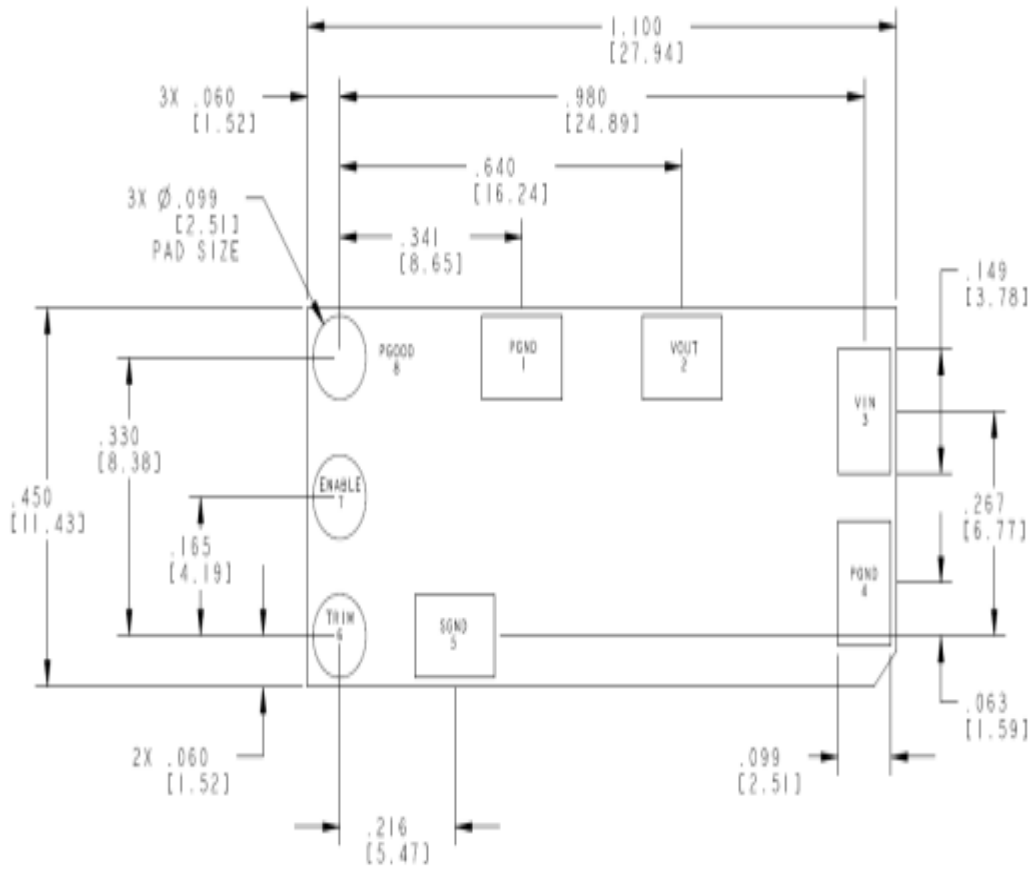 1.100
[27.94]
3X .060
[1.52]
.980
[24.89]
.640
[16.24]
3X Ø.099
[2.51]
PAD SIZE
.341
[8.65]
.149
[3.78]
PGOOD
8
PGND
1
VOUT
2
VIN
3
.330
[8.38]
ENABLE
7
.450
[11.43]
.267
[6.77]
.165
[4.19]
PGND
4
TRIM
6
SGND
5
.063
[1.59]
2X .060
[1.52]
.099
[2.51]
.216
[5.47]